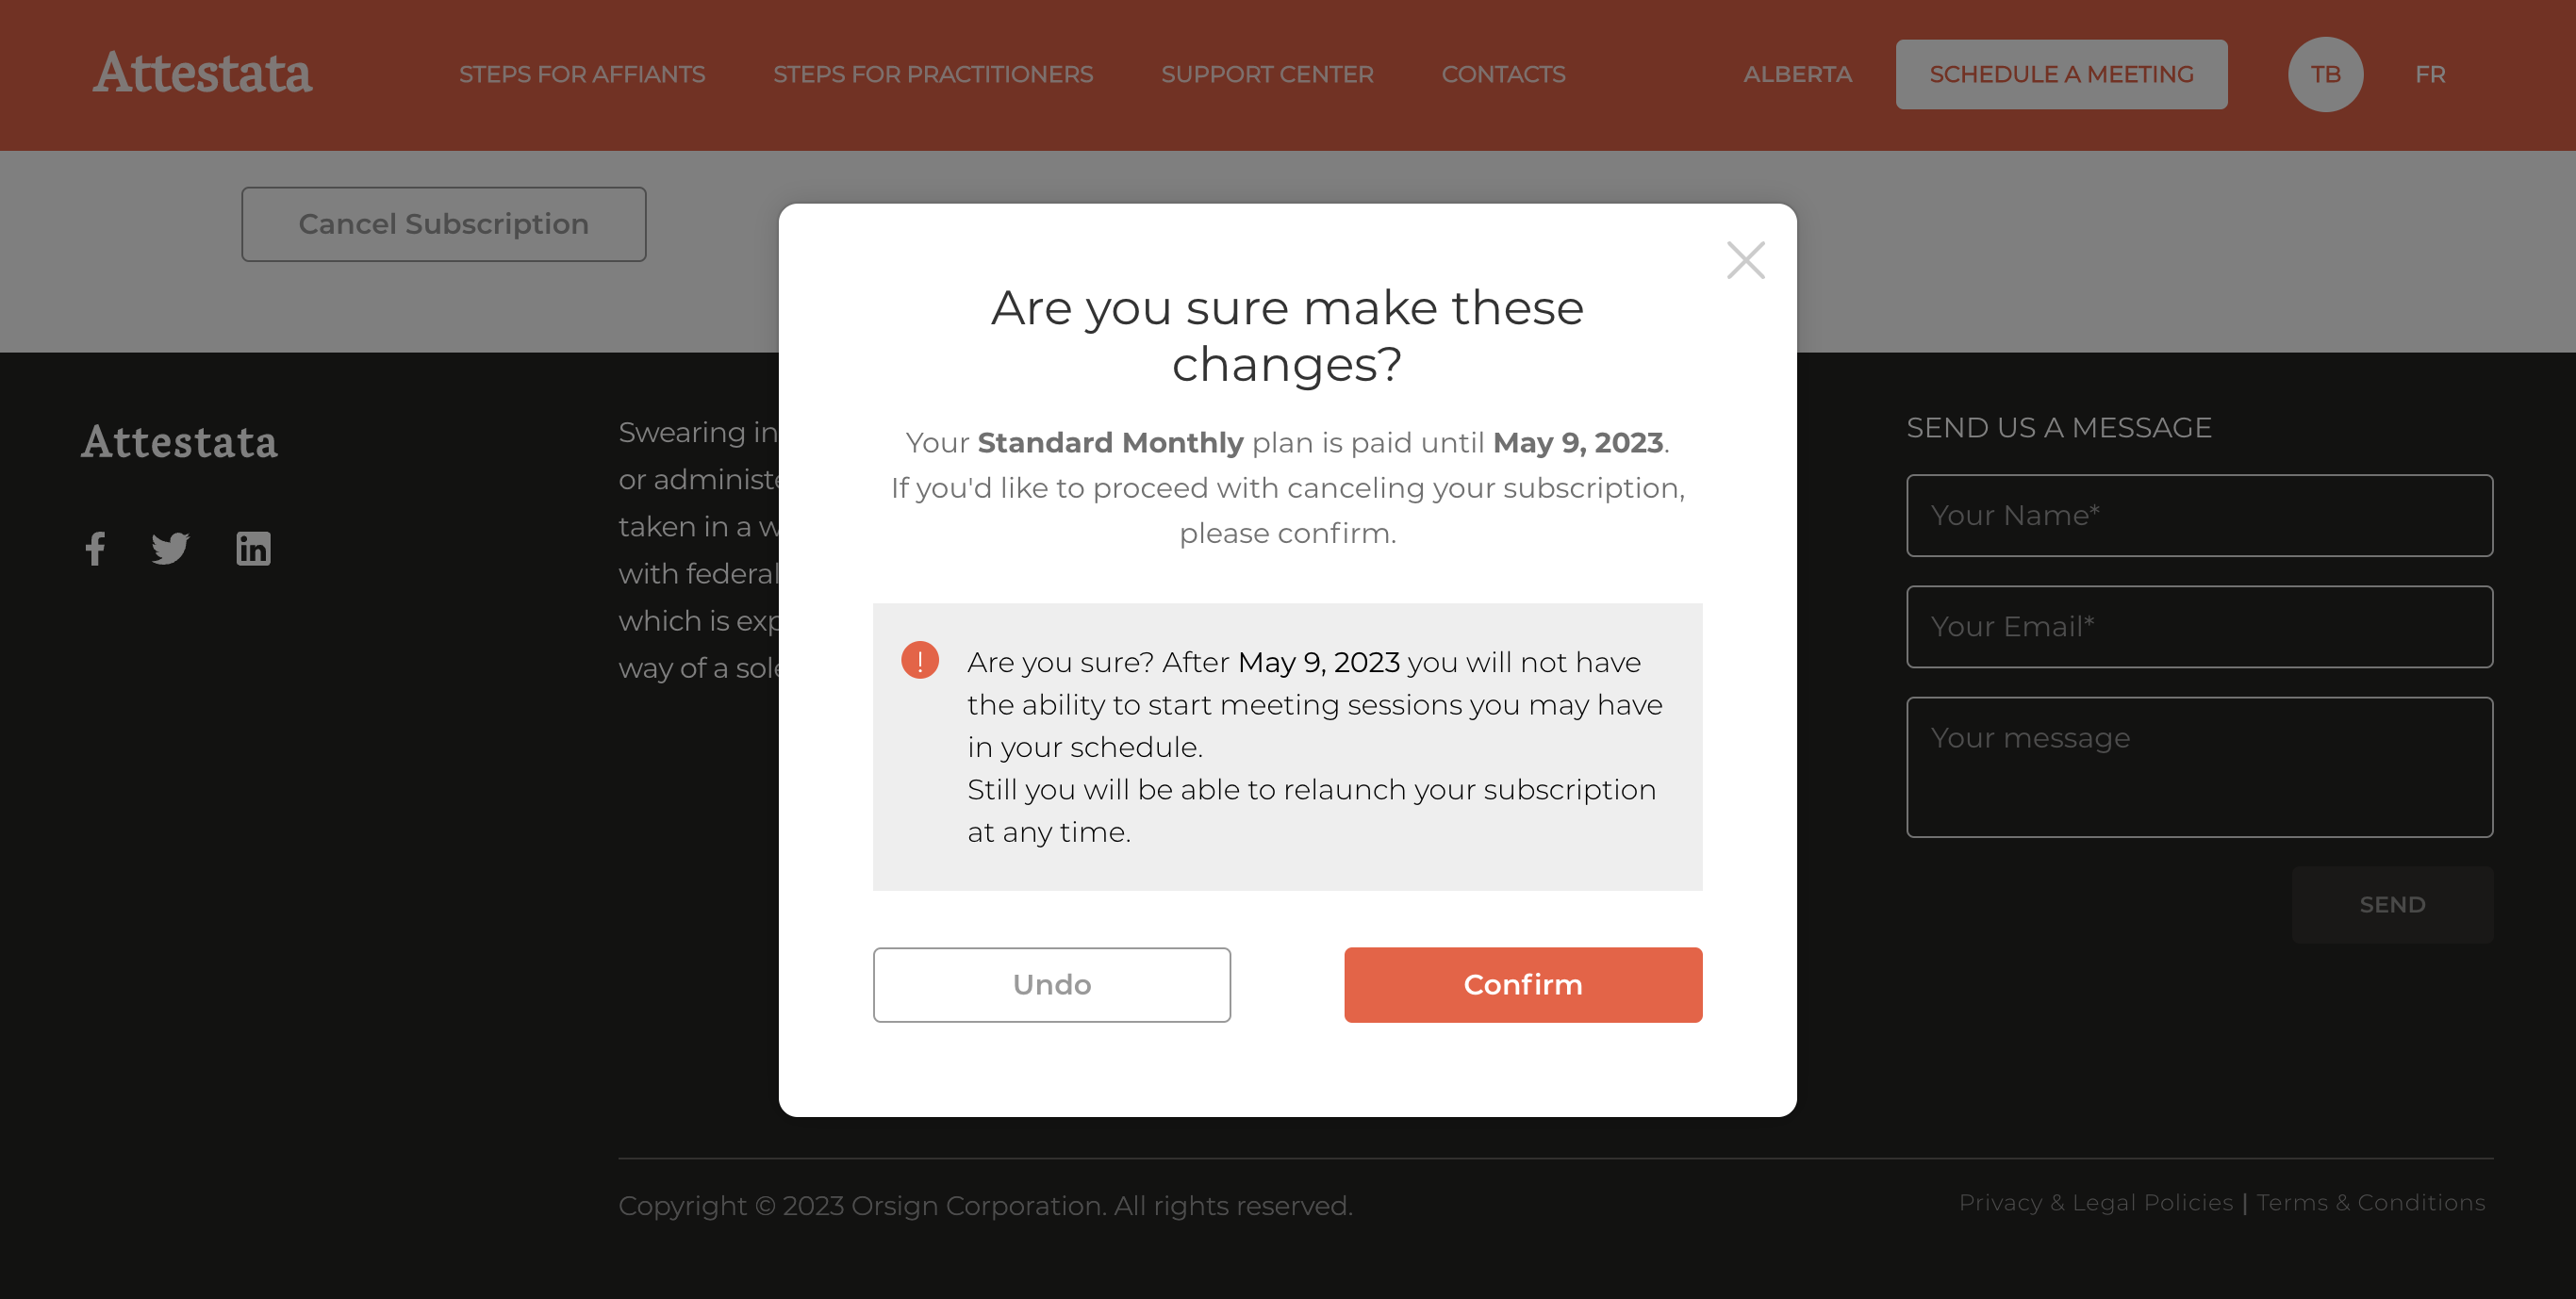 Attestata
STEPS FOR AFFIANTS
STEPS FOR PRACTITIONERS
SUPPORT CENTER
CONTACTS
ALBERTA
SCHEDULE A MEETING
TB
FR
Cancel Subscription
Are you sure make these
changes?
Your Standard Monthly plan is paid until May 9, 2023.
If you'd like to proceed with canceling your subscription,
please confirm.
! Are you sure? After May 9, 2023 you will not have
the ability to start meeting sessions you may have
in your schedule.
Still you will be able to relaunch your subscription
at any time.
Undo
Confirm
Attestata
Swearing in
or administe
taken in a w
with federal
which is exp
way of a sole
SEND US A MESSAGE
Your Name*
Your Email*
Your message
SEND
Copyright © 2023 Orsign Corporation. All rights reserved.
Privacy & Legal Policies | Terms & Conditions